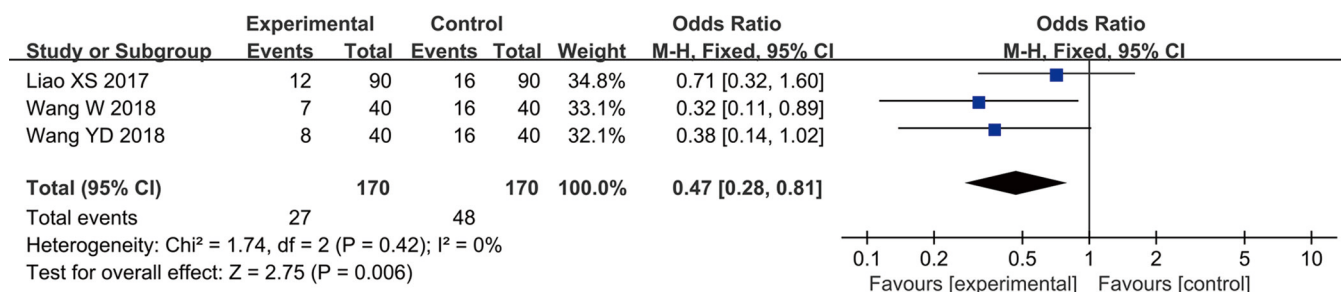 Experimental Control Odds Ratio Odds Ratio
Study or Subgroup Events Total Events Total Weight M-H, Fixed, 95% CI M-H, Fixed, 95% CI
Liao XS 2017 12 90 16 90 34.8% 0.71 [0.32, 1.60]
Wang W 2018 7 40 16 40 33.1% 0.32 [0.11, 0.89]
Wang YD 2018 8 40 16 40 32.1% 0.38 [0.14, 1.02]
Total (95% CI) 170 170 100.0% 0.47 [0.28, 0.81]
Total events 27 48
Heterogeneity: Chi² = 1.74, df = 2 (P = 0.42); I² = 0%
Test for overall effect: Z = 2.75 (P = 0.006)
0.1 0.2 0.5 1 2 5 10
Favours [experimental] Favours [control]